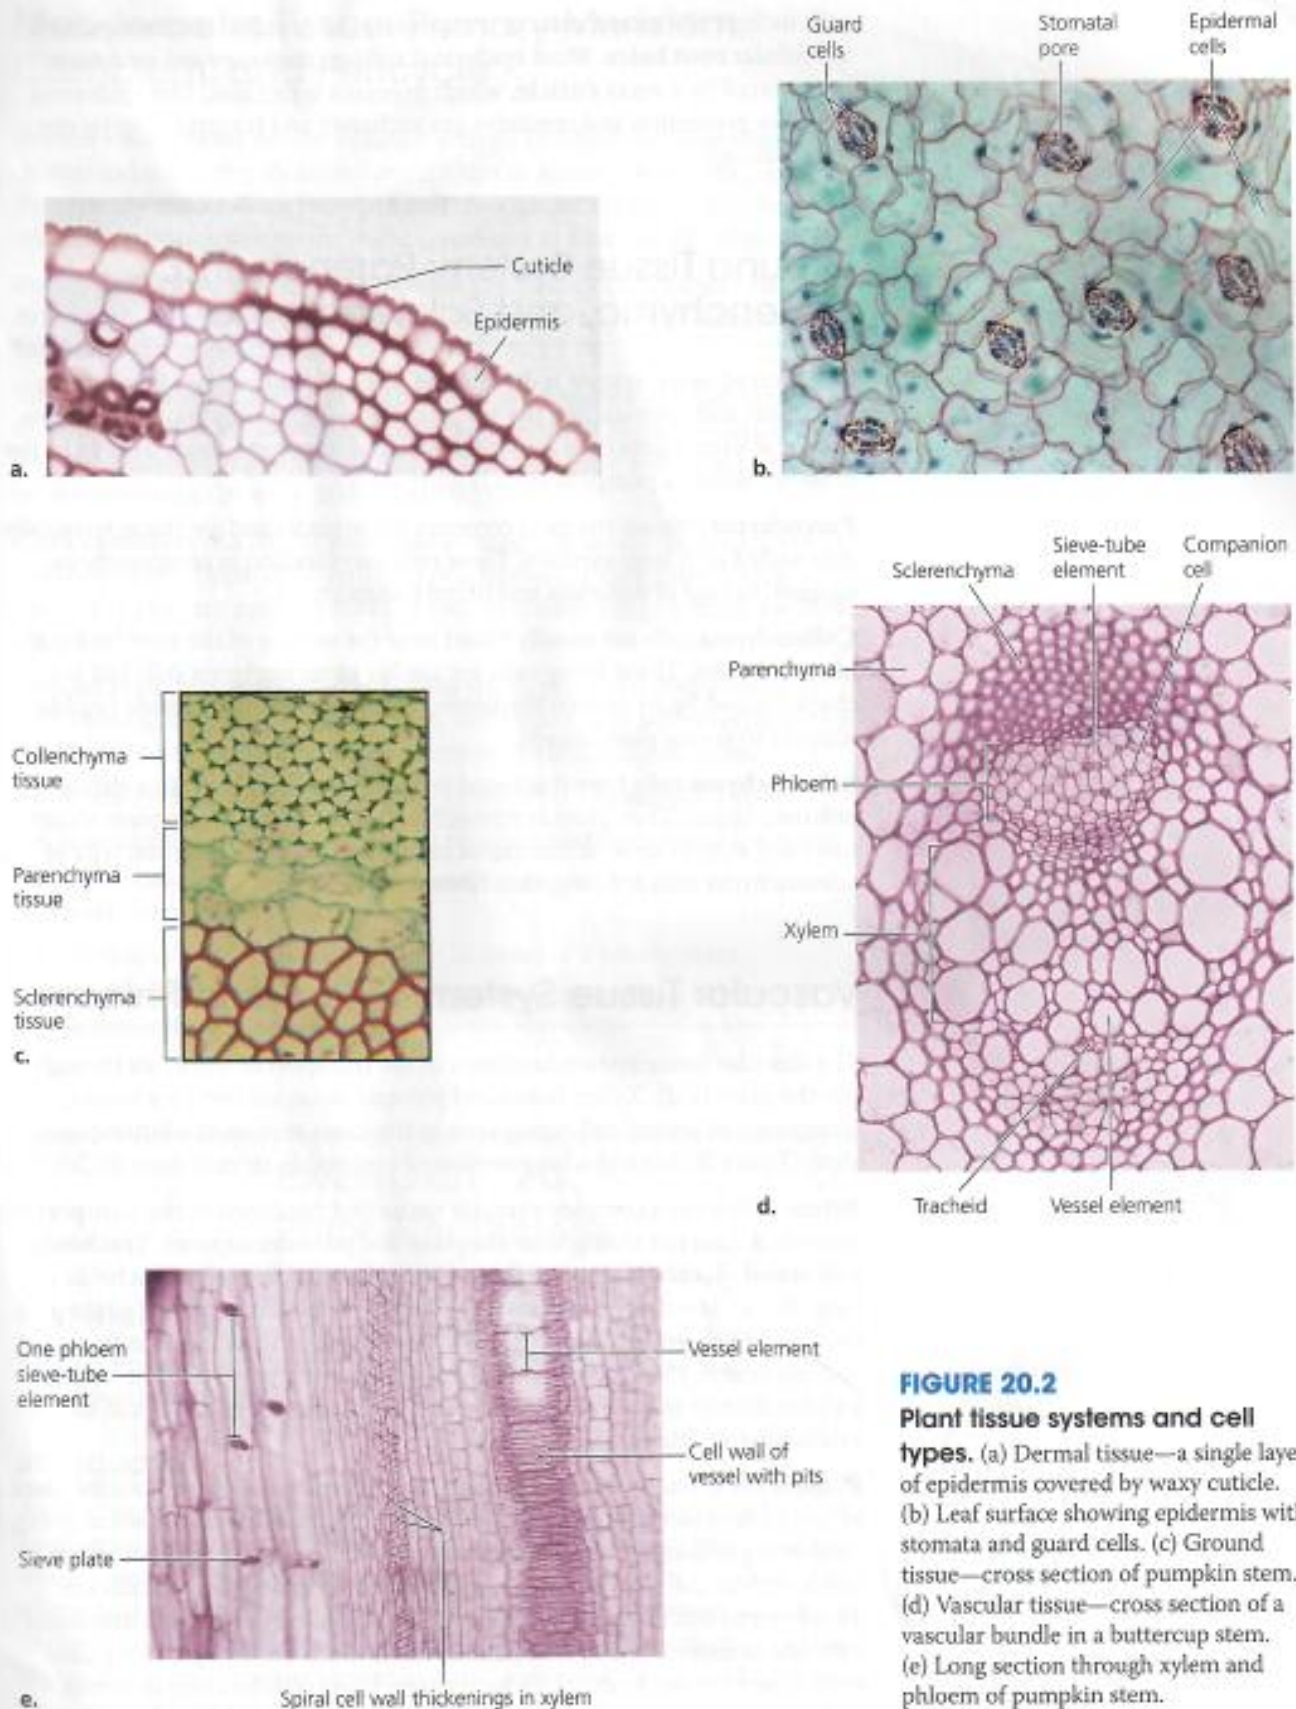 Guard
cells
Stomatal
pore
Epidermal
cells
Cuticle
Epidermis
a.
b.
Sclerenchyma
Sieve-tube
element
Companion
cell
Parenchyma
Phloem
Xylem
Tracheid
Vessel element
d.
Collenchyma
tissue
Parenchyma
tissue
Sclerenchyma
tissue
c.
One phloem
sieve-tube
element
Sieve plate
Vessel element
Cell wall of
vessel with pits
Spiral cell wall thickenings in xylem
e.
FIGURE 20.2
Plant tissue systems and cell
types. (a) Dermal tissue—a single laye
of epidermis covered by waxy cuticle.
(b) Leaf surface showing epidermis wit
stomata and guard cells. (c) Ground
tissue—cross section of pumpkin stem.
(d) Vascular tissue—cross section of a
vascular bundle in a buttercup stem.
(e) Long section through xylem and
phloem of pumpkin stem.